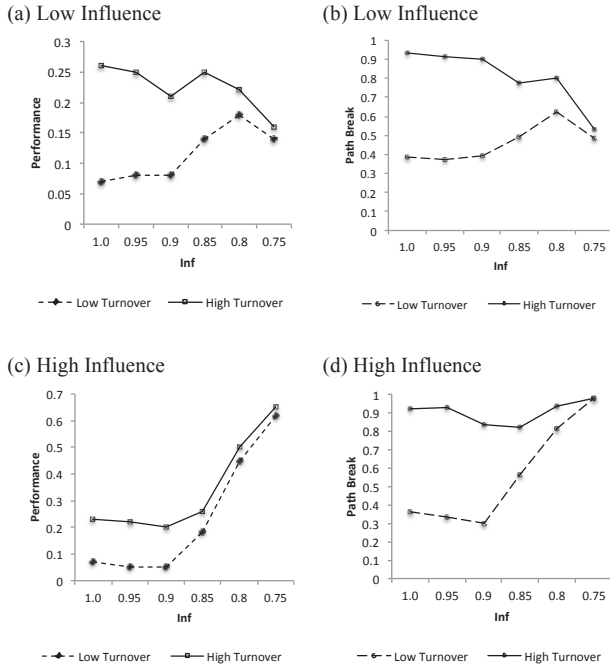 (a) Low Influence
0.3
0.25
0.2
0.15
0.1
0.05
0
Performance
1.0 0.95 0.9 0.85 0.8 0.75
Inf
Low Turnover High Turnover
(b) Low Influence
1
0.9
0.8
0.7
0.6
0.5
0.4
0.3
0.2
0.1
0
Path Break
1.0 0.95 0.9 0.85 0.8 0.75
Inf
Low Turnover High Turnover
(c) High Influence
0.7
0.6
0.5
0.4
0.3
0.2
0.1
0
Performance
1.0 0.95 0.9 0.85 0.8 0.75
Inf
Low Turnover High Turnover
(d) High Influence
1
0.9
0.8
0.7
0.6
0.5
0.4
0.3
0.2
0.1
0
Path Break
1.0 0.95 0.9 0.85 0.8 0.75
Inf
Low Turnover High Turnover